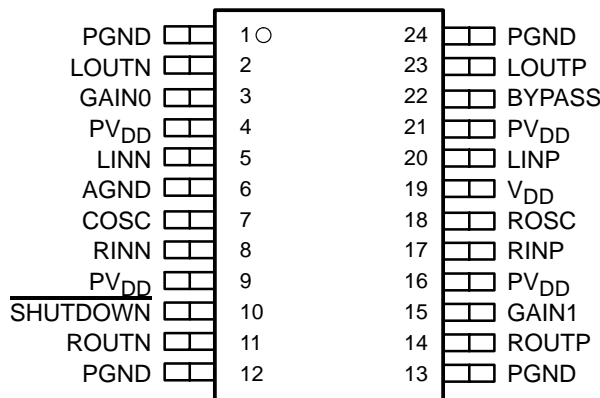 PGND 1 24 PGND
LOUTN 2 23 LOUTP
GAIN0 3 22 BYPASS
PVDD 4 21 PVDD
LINN 5 20 LINP
AGND 6 19 VDD
COSC 7 18 ROSC
RINN 8 17 RINP
PVDD 9 16 PVDD
SHUTDOWN 10 15 GAIN1
ROUTN 11 14 ROUTP
PGND 12 13 PGND